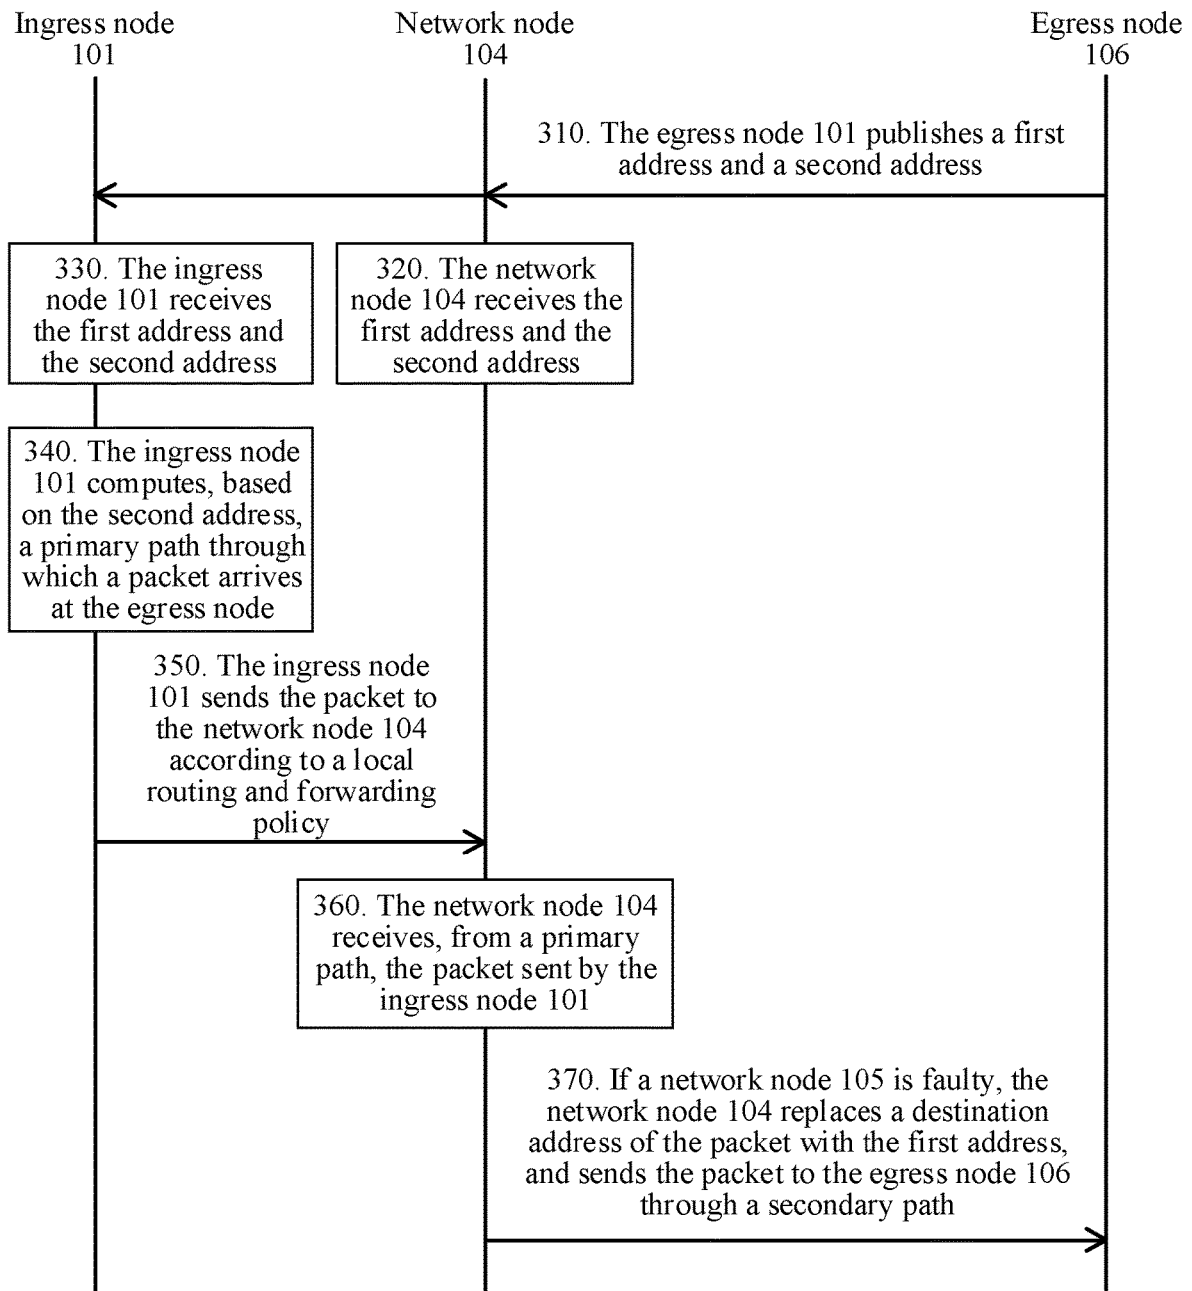 Ingress node
101
Network node
104
Egress node
106
310. The egress node 101 publishes a first
address and a second address
330. The ingress
node 101 receives
the first address and
the second address
320. The network
node 104 receives the
first address and the
second address
340. The ingress node
101 computes, based
on the second address,
a primary path through
which a packet arrives
at the egress node
350. The ingress node
101 sends the packet to
the network node 104
according to a local
routing and forwarding
policy
360. The network node 104
receives, from a primary
path, the packet sent by the
ingress node 101
370. If a network node 105 is faulty, the
network node 104 replaces a destination
address of the packet with the first address,
and sends the packet to the egress node 106
through a secondary path